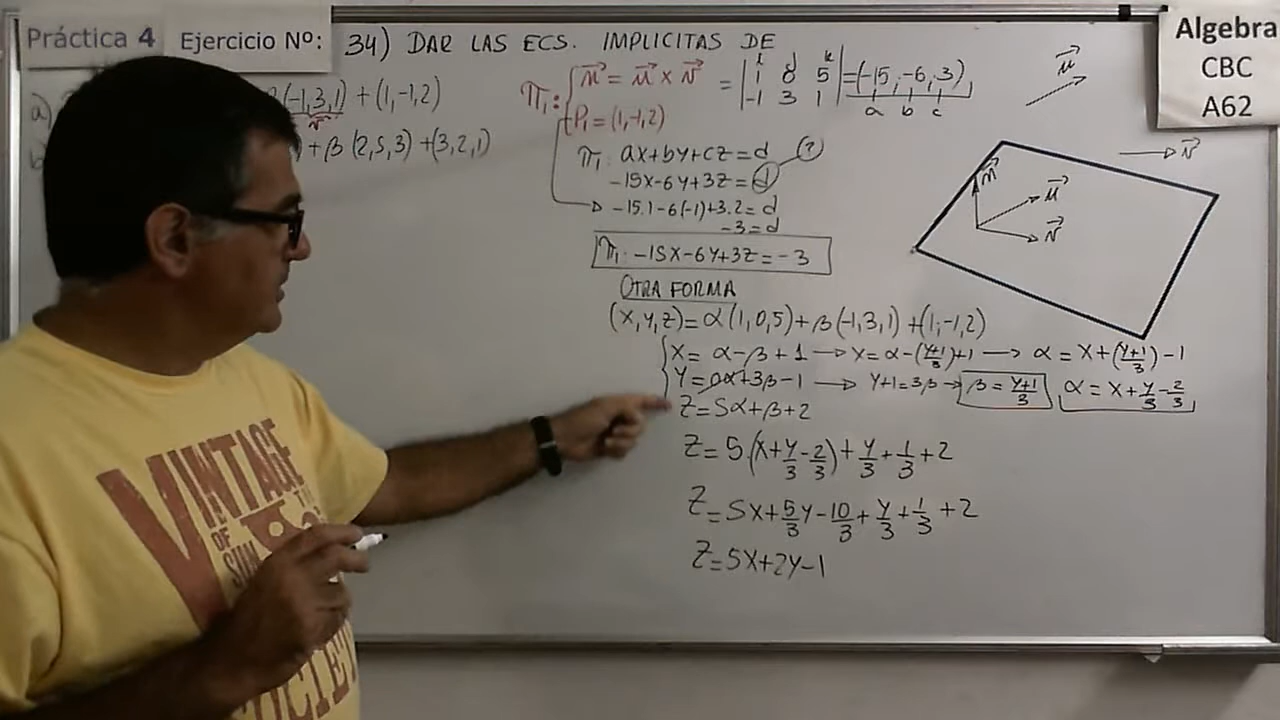 Práctica 4 Ejercicio Nº: 34) DAR LAS ECS. IMPLICITAS DE
Algebra
CBC
A62
a)
(-1,3,1) + (1,-1,2)
+ β (2,5,3) + (3,2,1)
π₁: { n⃗ = u⃗ × v⃗ = | i j k | 1 0 5 | -1 3 1 | = (-15, -6, 3),
a b c
P₁ = (1,-1,2)
π₁: ax+by+cz=d (?)
-15x-6y+3z=d
-15.1-6(-1)+3.2=d
-3=d
π₁: -15x-6y+3z=-3
OTRA FORMA
(x,y,z)=α(1,0,5)+β(-1,3,1)+(1,-1,2)
x= α-β+1 → x=α-(y+1/3)+1 → α=x+(y+1/3)-1
y=0α+3β-1 → y+1=3β → β=y+1/3 α=x+y/3-2/3
z=5α+β+2
z=5.(x+y/3-2/3)+y/3+1/3+2
z=5x+5/3y-10/3+y/3+1/3+2
z=5x+2y-1
u⃗
v⃗
n⃗
u⃗
v⃗
VINTAGE
OF